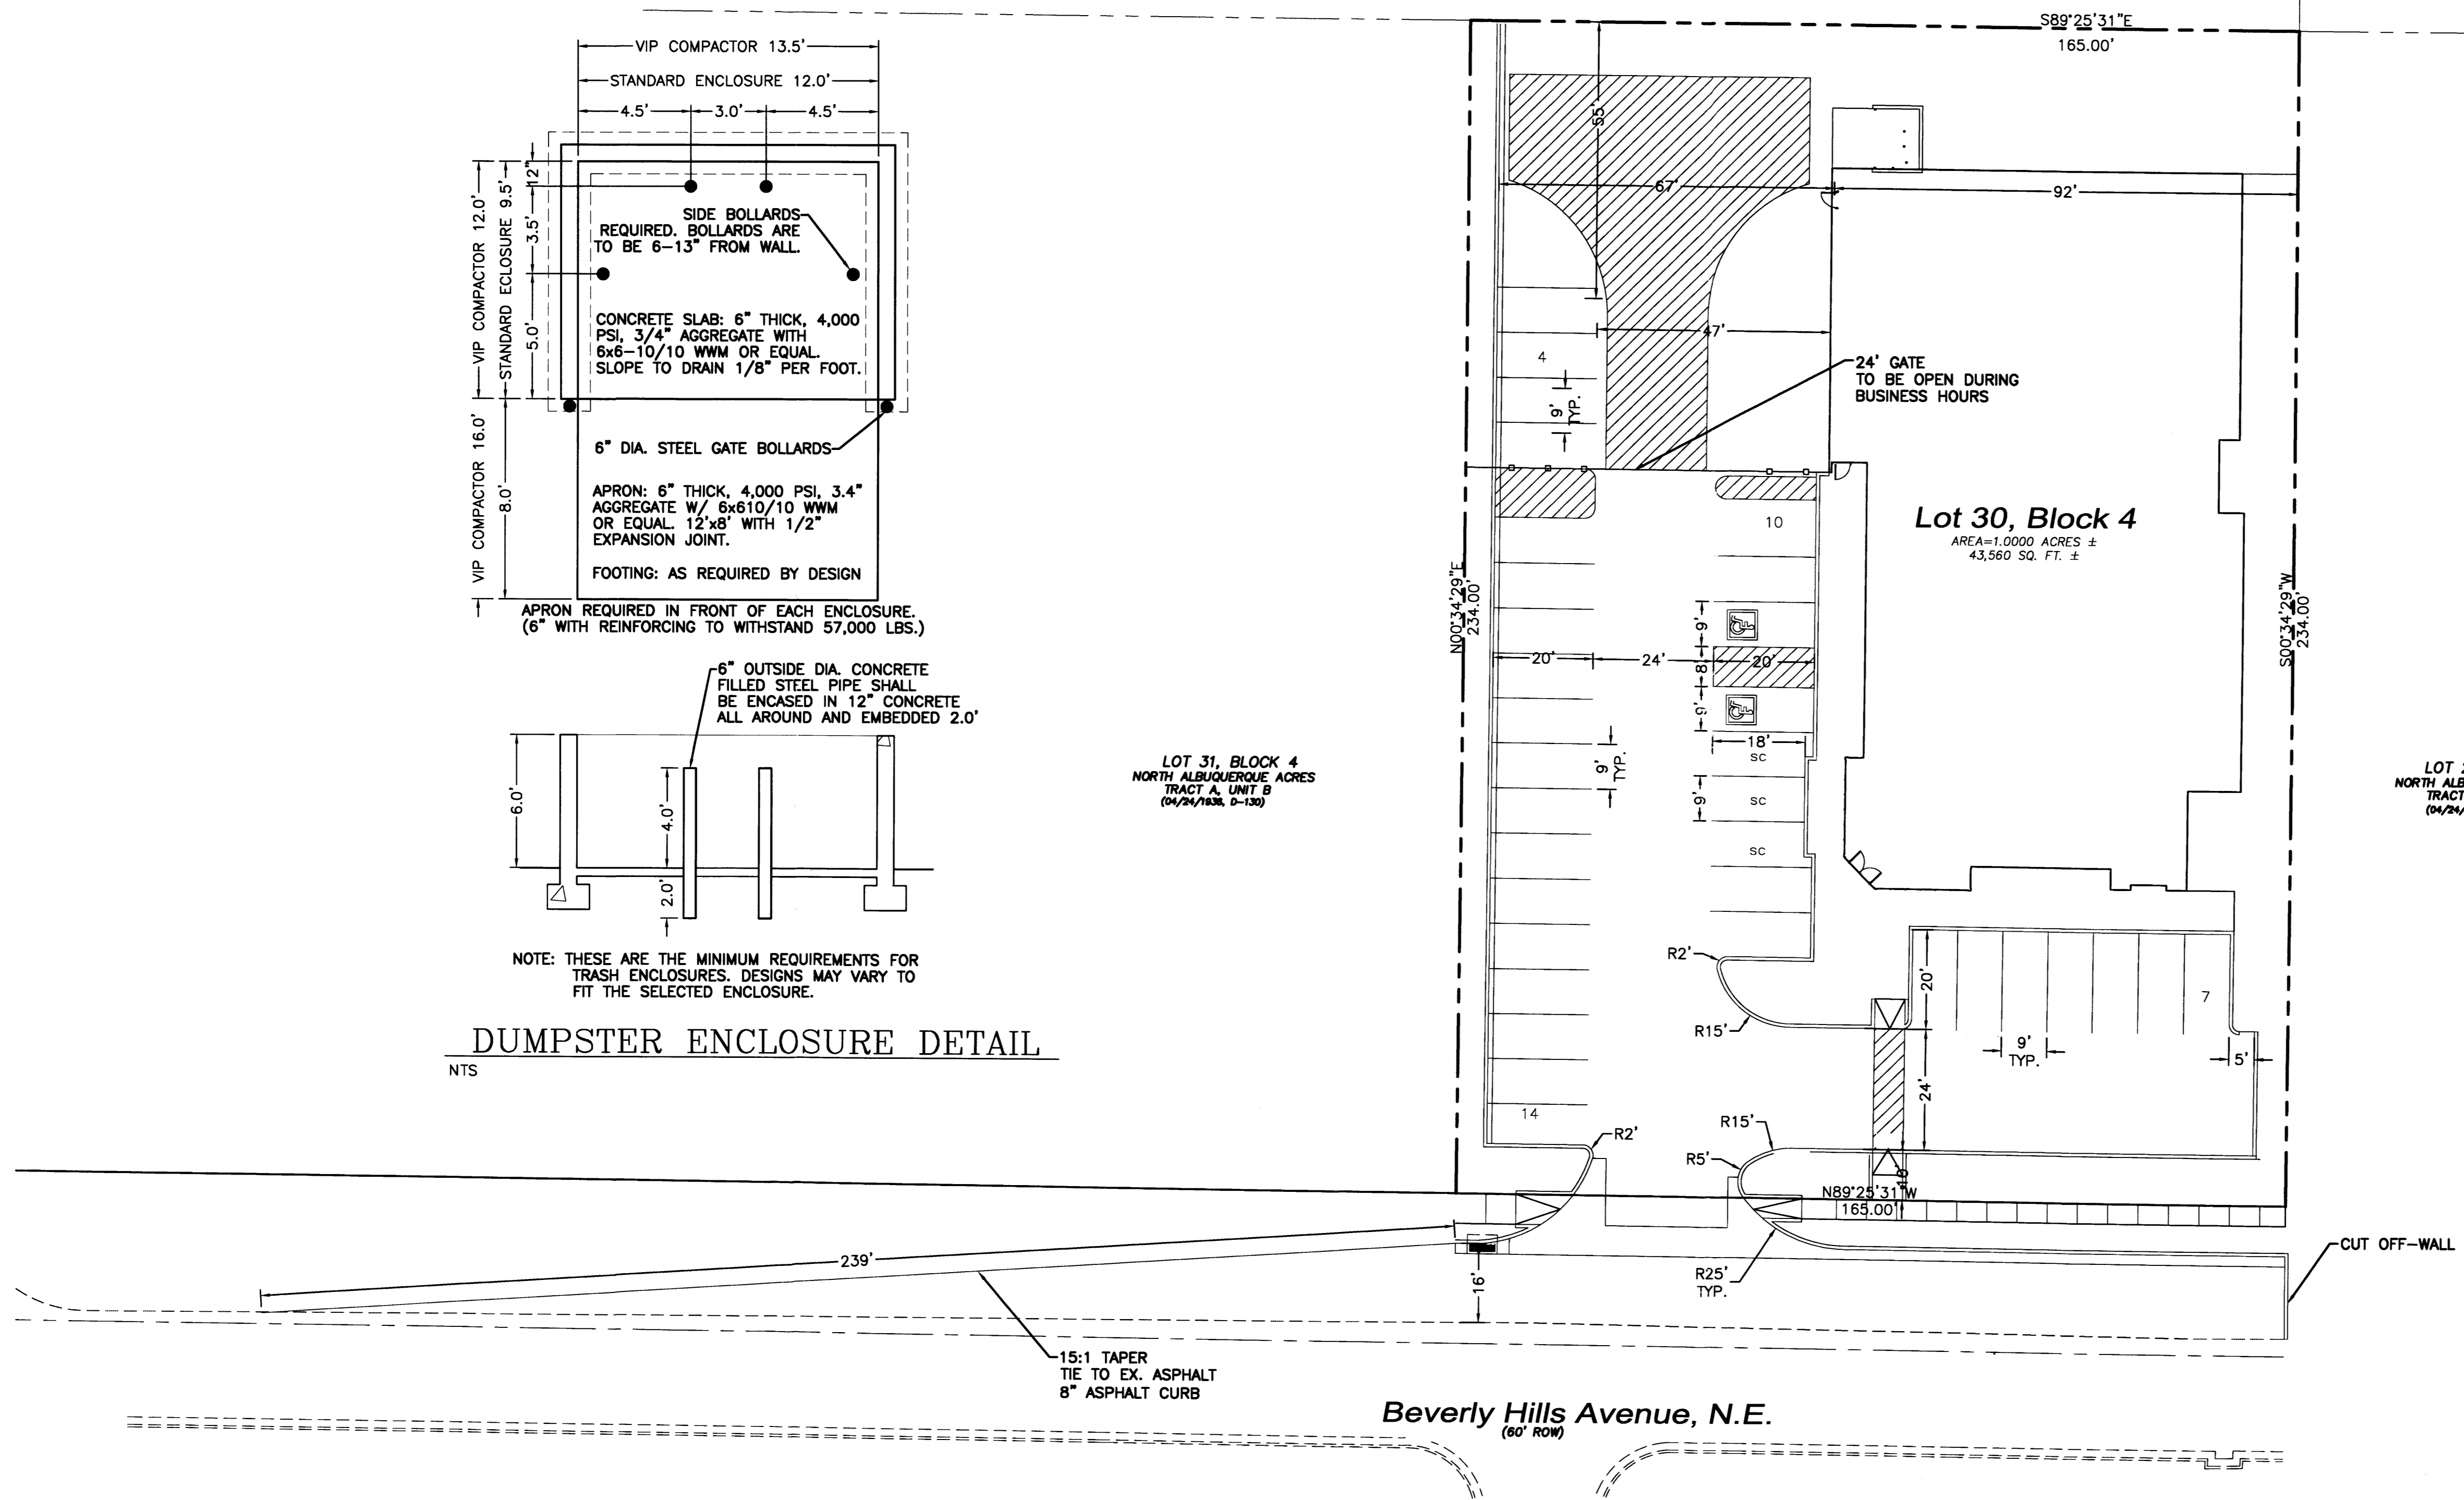 VIP COMPACTOR 13.5'
STANDARD ENCLOSURE 12.0'
4.5'
3.0'
4.5'
VIP COMPACTOR 12.0'
STANDARD ECLOSURE 9.5'
12"
3.5'
5.0'
SIDE BOLLARDS
REQUIRED. BOLLARDS ARE
TO BE 6-13" FROM WALL.
CONCRETE SLAB: 6" THICK, 4,000
PSI, 3/4" AGGREGATE WITH
6x6-10/10 WWM OR EQUAL.
SLOPE TO DRAIN 1/8" PER FOOT.
VIP COMPACTOR 16.0'
8.0'
6" DIA. STEEL GATE BOLLARDS
APRON: 6" THICK, 4,000 PSI, 3.4"
AGGREGATE W/ 6x610/10 WWM
OR EQUAL. 12'x8' WITH 1/2"
EXPANSION JOINT.
FOOTING: AS REQUIRED BY DESIGN
APRON REQUIRED IN FRONT OF EACH ENCLOSURE.
(6" WITH REINFORCING TO WITHSTAND 57,000 LBS.)
6" OUTSIDE DIA. CONCRETE
FILLED STEEL PIPE SHALL
BE ENCASED IN 12" CONCRETE
ALL AROUND AND EMBEDDED 2.0'
6.0'
4.0'
2.0'
NOTE: THESE ARE THE MINIMUM REQUIREMENTS FOR
TRASH ENCLOSURES. DESIGNS MAY VARY TO
FIT THE SELECTED ENCLOSURE.
DUMPSTER ENCLOSURE DETAIL
NTS
LOT 31, BLOCK 4
NORTH ALBUQUERQUE ACRES
TRACT A, UNIT B
(04/24/1936, D-130)
S89°25'31"E
165.00'
55'
67'
92'
47'
4
9'
TYP.
24' GATE
TO BE OPEN DURING
BUSINESS HOURS
10
Lot 30, Block 4
AREA=1.0000 ACRES ±
43,560 SQ. FT. ±
N00°34'29"E
234.00'
S00°34'29"W
234.00'
9'
20'
24'
8'
20'
9'
18'
SC
9'
TYP.
9'
SC
SC
LOT
NORTH ALB
TRACT
(04/24/
R2'
20'
7
R15'
9'
TYP.
5'
24'
14
R2'
R15'
R5'
N89°25'31"W
165.00'
239'
16'
R25'
TYP.
CUT OFF-WALL
15:1 TAPER
TIE TO EX. ASPHALT
8" ASPHALT CURB
Beverly Hills Avenue, N.E.
(60' ROW)